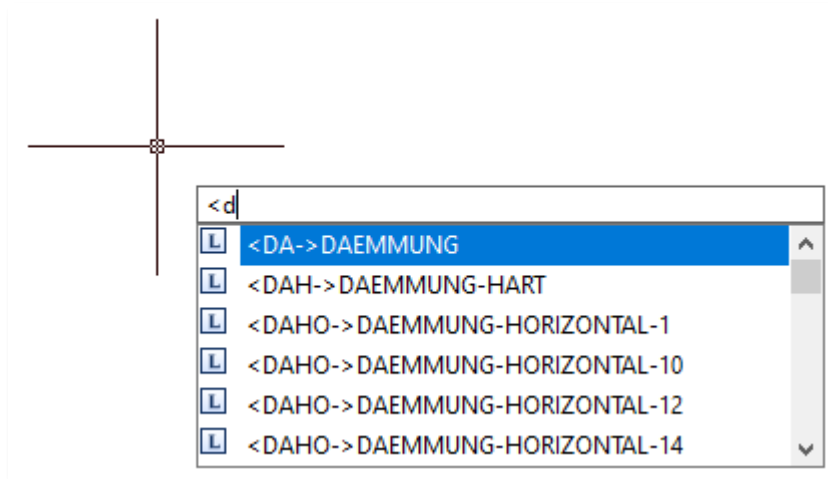 <d
L <DA->DAEMMUNG
L <DAH->DAEMMUNG-HART
L <DAHO->DAEMMUNG-HORIZONTAL-1
L <DAHO->DAEMMUNG-HORIZONTAL-10
L <DAHO->DAEMMUNG-HORIZONTAL-12
L <DAHO->DAEMMUNG-HORIZONTAL-14